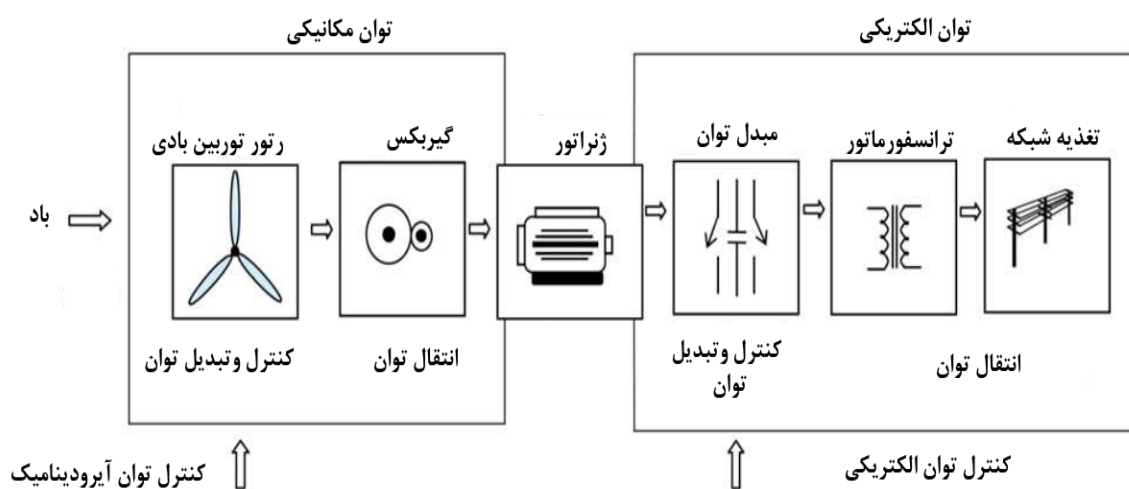 توان مکانیکی
توان الکتریکی
رتور توربین بادی
گیربکس
ژنراتور
مبدل توان
ترانسفورماتور
تغذیه شبکه
باد
کنترل وتبدیل توان
انتقال توان
کنترل وتبدیل
توان
انتقال توان
کنترل توان آیرودینامیک
کنترل توان الکتریکی